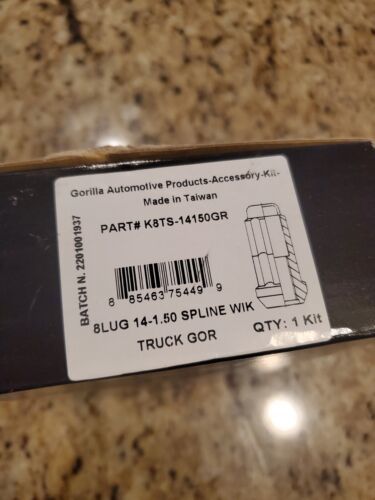 Gorilla Automotive Products-Accessory-Kit-
Made in Taiwan
PART# K8TS-14150GR
BATCH N. 2201001937
8 85463 75449 9
8LUG 14-1.50 SPLINE WIK
TRUCK GOR
QTY: 1 Kit